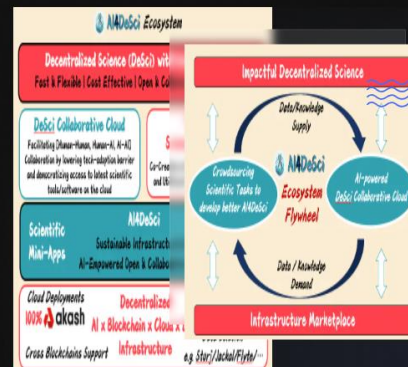 AI4DeSci Ecosystem
Decentralized Science (DeSci) with
Fast & Flexible | Cost Effective | Open &
DeSci Collaborative Cloud
Facilitating (Human-Human, Human-AI, AI-AI)
Collaboration by lowering tech-adoption barrier
and democratizing access to latest scientific
tools/software on the cloud
Scientific
Mini-Apps
AI4DeSci
Sustainable
AI-Empowered Open &
Cloud Deployments
100% akash
Cross Blockchains Support
Decentralized
AI x Blockchain x Cloud x
Infrastructure
e.g. Storj/Jackal/Flyte/...
Impactful Decentralized Science
Data/Knowledge
Supply
Crowdsourcing
Scientific Tasks to
develop better AI4DeSci
AI4DeSci
Ecosystem
Flywheel
AI-powered
DeSci Collaborative Cloud
Data / Knowledge
Demand
Infrastructure Marketplace